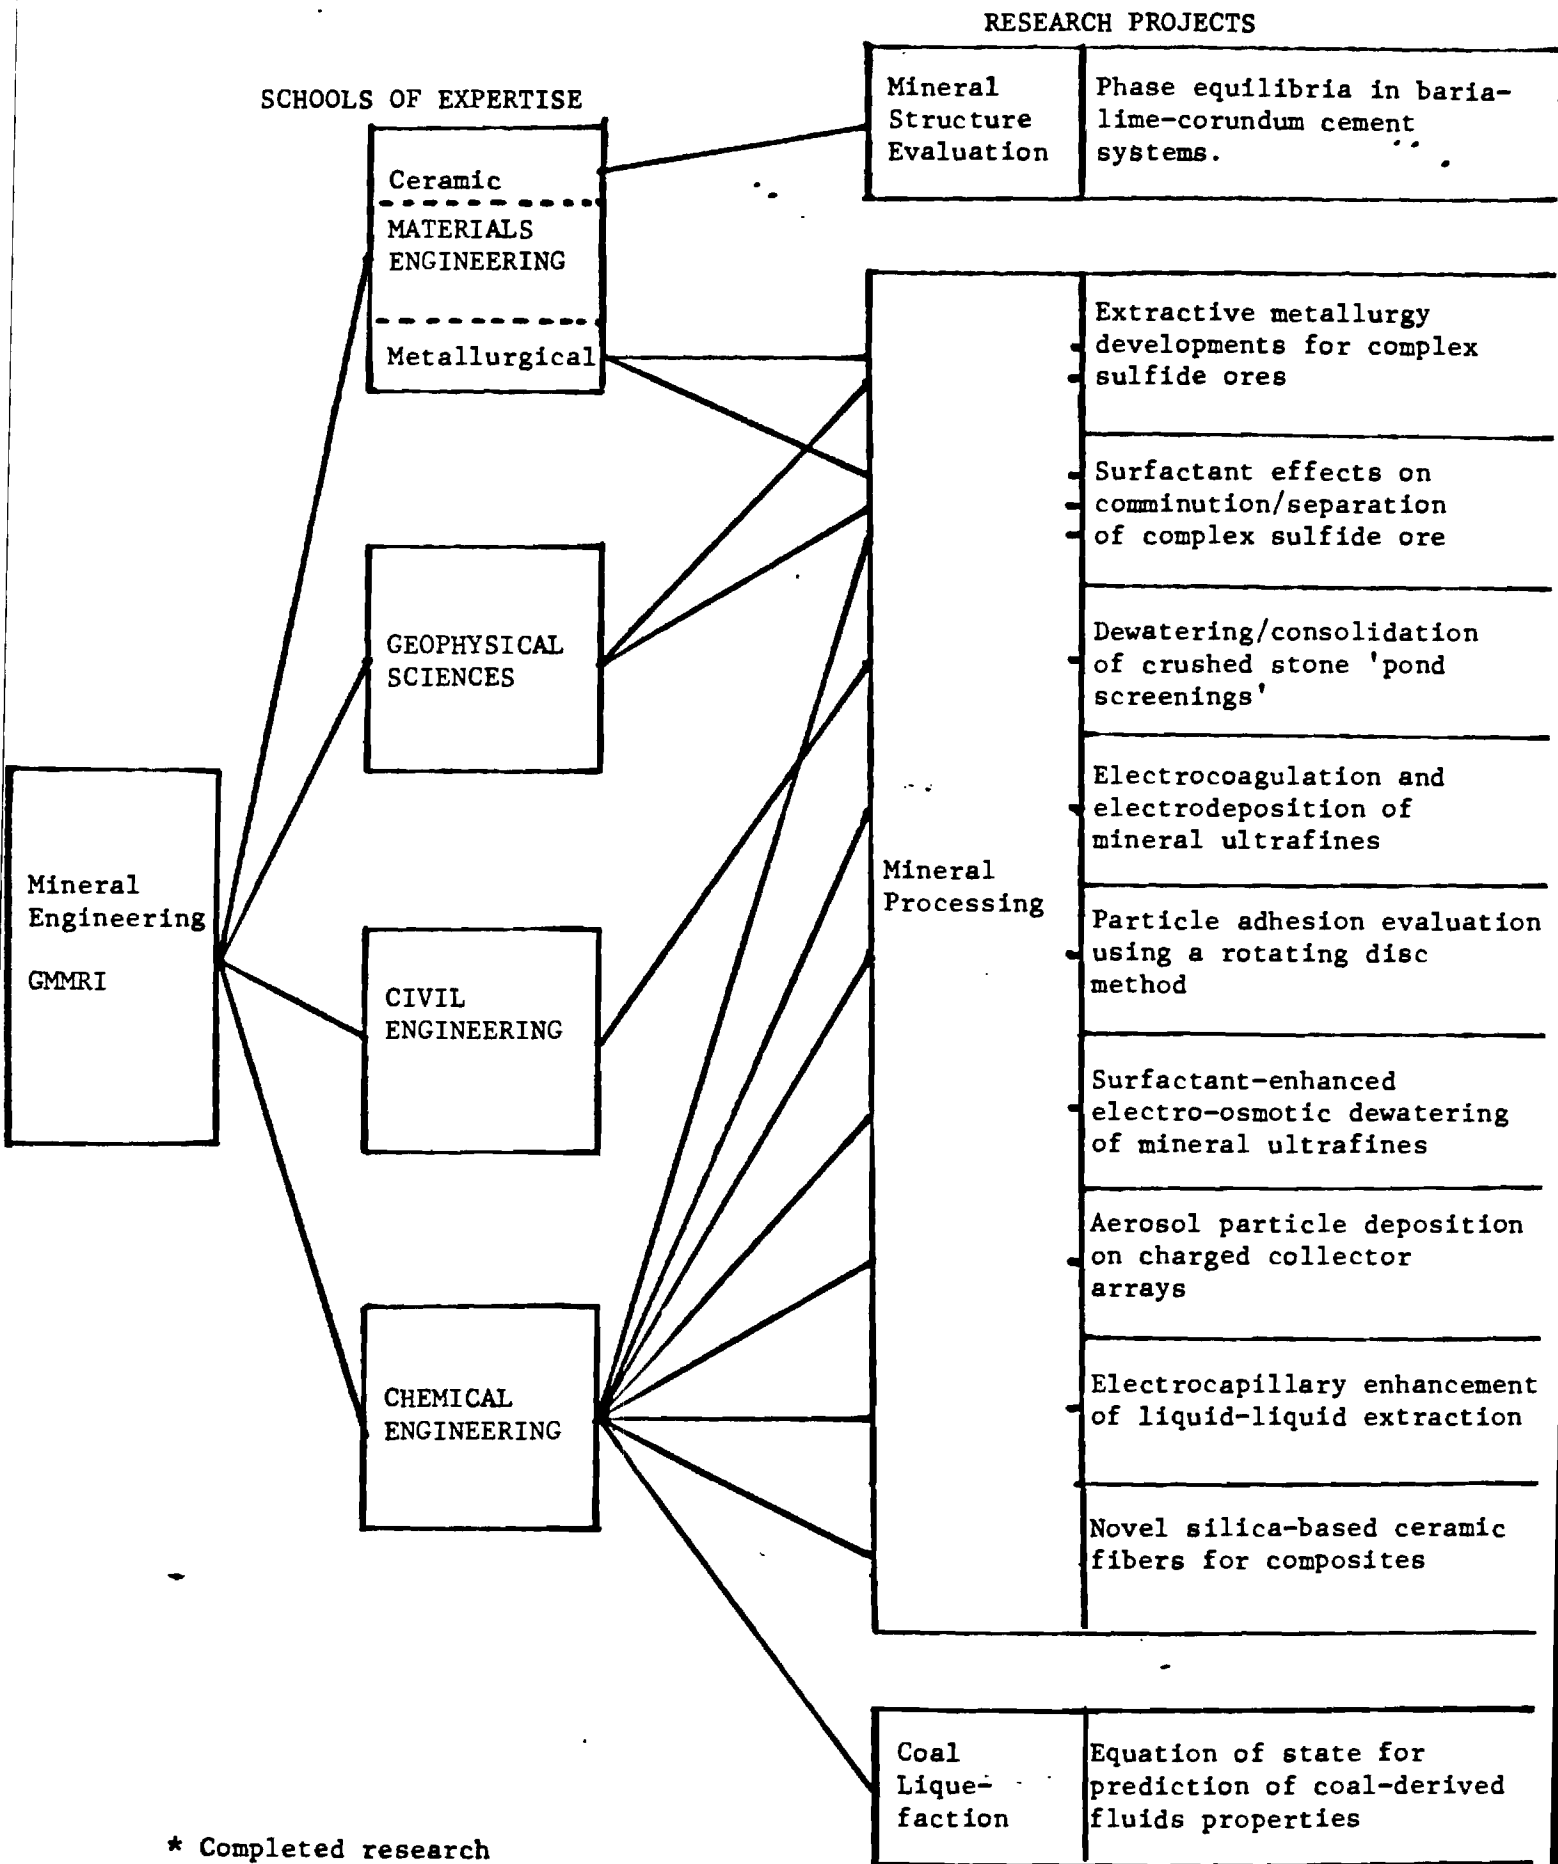 RESEARCH PROJECTS
SCHOOLS OF EXPERTISE
Mineral
Structure
Evaluation
Phase equilibria in baria-
lime-corundum cement
systems.
Ceramic
MATERIALS
ENGINEERING
Metallurgical
Extractive metallurgy
developments for complex
sulfide ores
Surfactant effects on
comminution/separation
of complex sulfide ore
GEOPHYSICAL
SCIENCES
Dewatering/consolidation
of crushed stone 'pond
screenings'
Electrocoagulation and
electrodeposition of
mineral ultrafines
Mineral
Engineering
GMMRI
Mineral
Processing
Particle adhesion evaluation
using a rotating disc
method
CIVIL
ENGINEERING
Surfactant-enhanced
electro-osmotic dewatering
of mineral ultrafines
Aerosol particle deposition
on charged collector
arrays
CHEMICAL
ENGINEERING
Electrocapillary enhancement
of liquid-liquid extraction
Novel silica-based ceramic
fibers for composites
Coal
Lique-
faction
Equation of state for
prediction of coal-derived
fluids properties
* Completed research